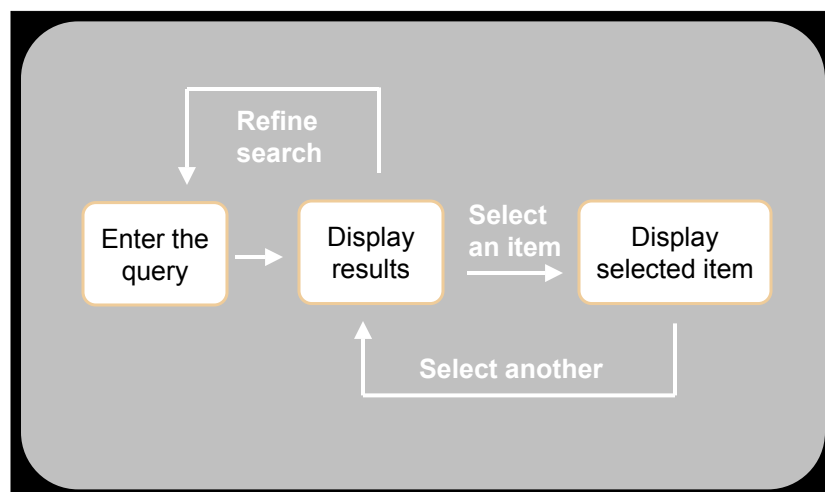 Refine
search
Enter the
query
Display
results
Select
an item
Display
selected item
Select another